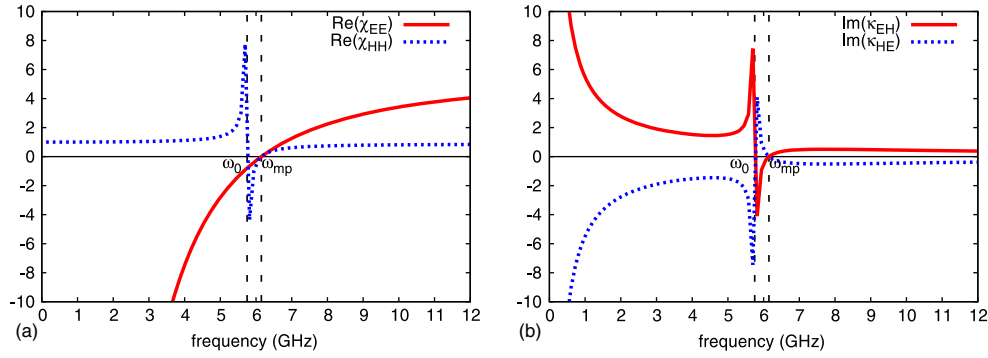 Re(χEE)
Re(χHH)
10
8
6
4
2
0
-2
-4
-6
-8
-10
ω0
ωmp
0 1 2 3 4 5 6 7 8 9 10 11 12
(a)
frequency (GHz)
Im(κEH)
Im(κHE)
10
8
6
4
2
0
-2
-4
-6
-8
-10
ω0
ωmp
0 1 2 3 4 5 6 7 8 9 10 11 12
(b)
frequency (GHz)